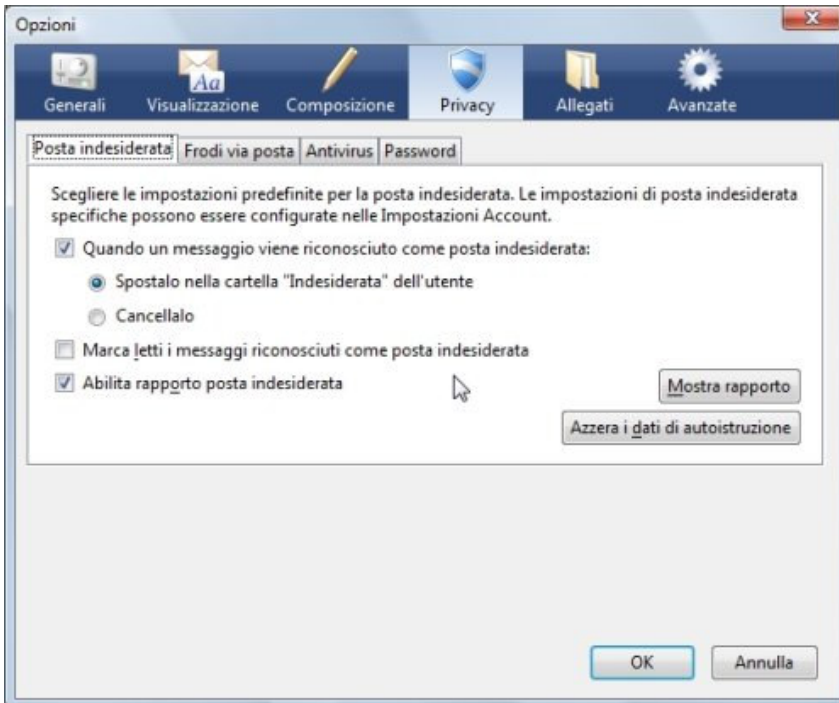 Opzioni
Aa
Generali Visualizzazione Composizione Privacy Allegati Avanzate
Posta indesiderata Frodi via posta Antivirus Password
Scegliere le impostazioni predefinite per la posta indesiderata. Le impostazioni di posta indesiderata
specifiche possono essere configurate nelle Impostazioni Account.
Quando un messaggio viene riconosciuto come posta indesiderata:
Spostalo nella cartella "Indesiderata" dell'utente
Cancellalo
Marca letti i messaggi riconosciuti come posta indesiderata
Abilita rapporto posta indesiderata Mostra rapporto
Azzera i dati di autoistruzione
OK Annulla